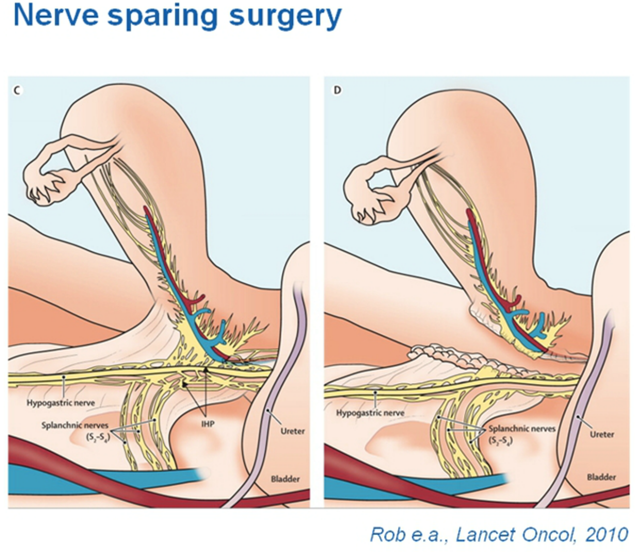 Nerve sparing surgery
C
Hypogastric nerve
Splanchnic nerves
(S₂–S₄)
IHP
Ureter
Bladder
D
Hypogastric nerve
Splanchnic nerves
(S₂–S₄)
Ureter
Bladder
Rob e.a., Lancet Oncol, 2010